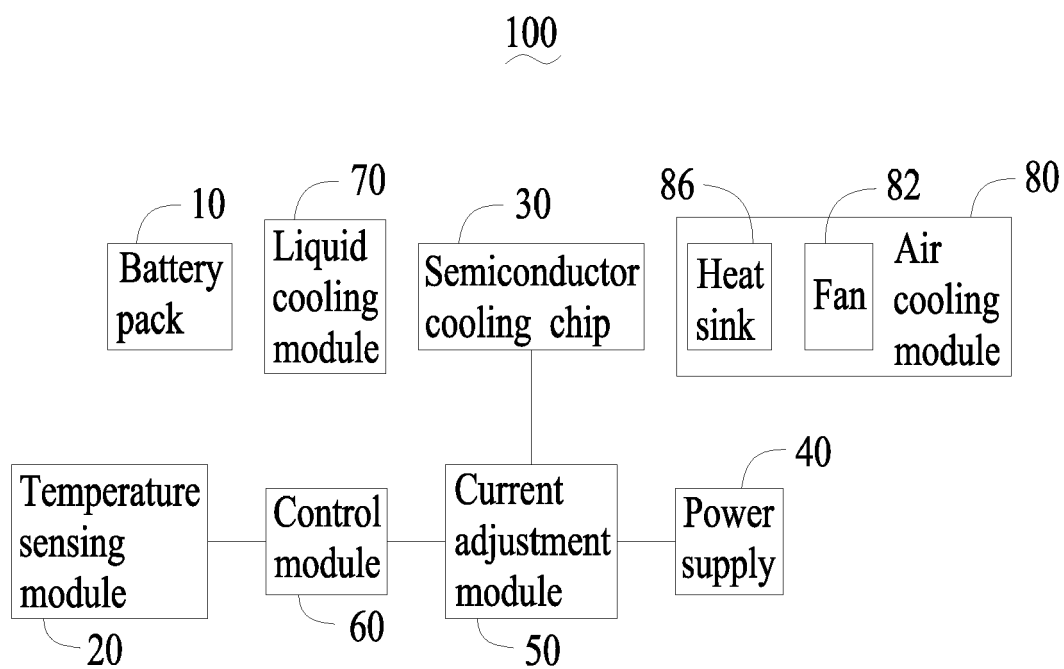 100
10
70
30
86
82
80
Battery
pack
Liquid
cooling
module
Semiconductor
cooling chip
Heat
sink
Fan
Air
cooling
module
40
Temperature
sensing
module
Control
module
Current
adjustment
module
Power
supply
20
60
50